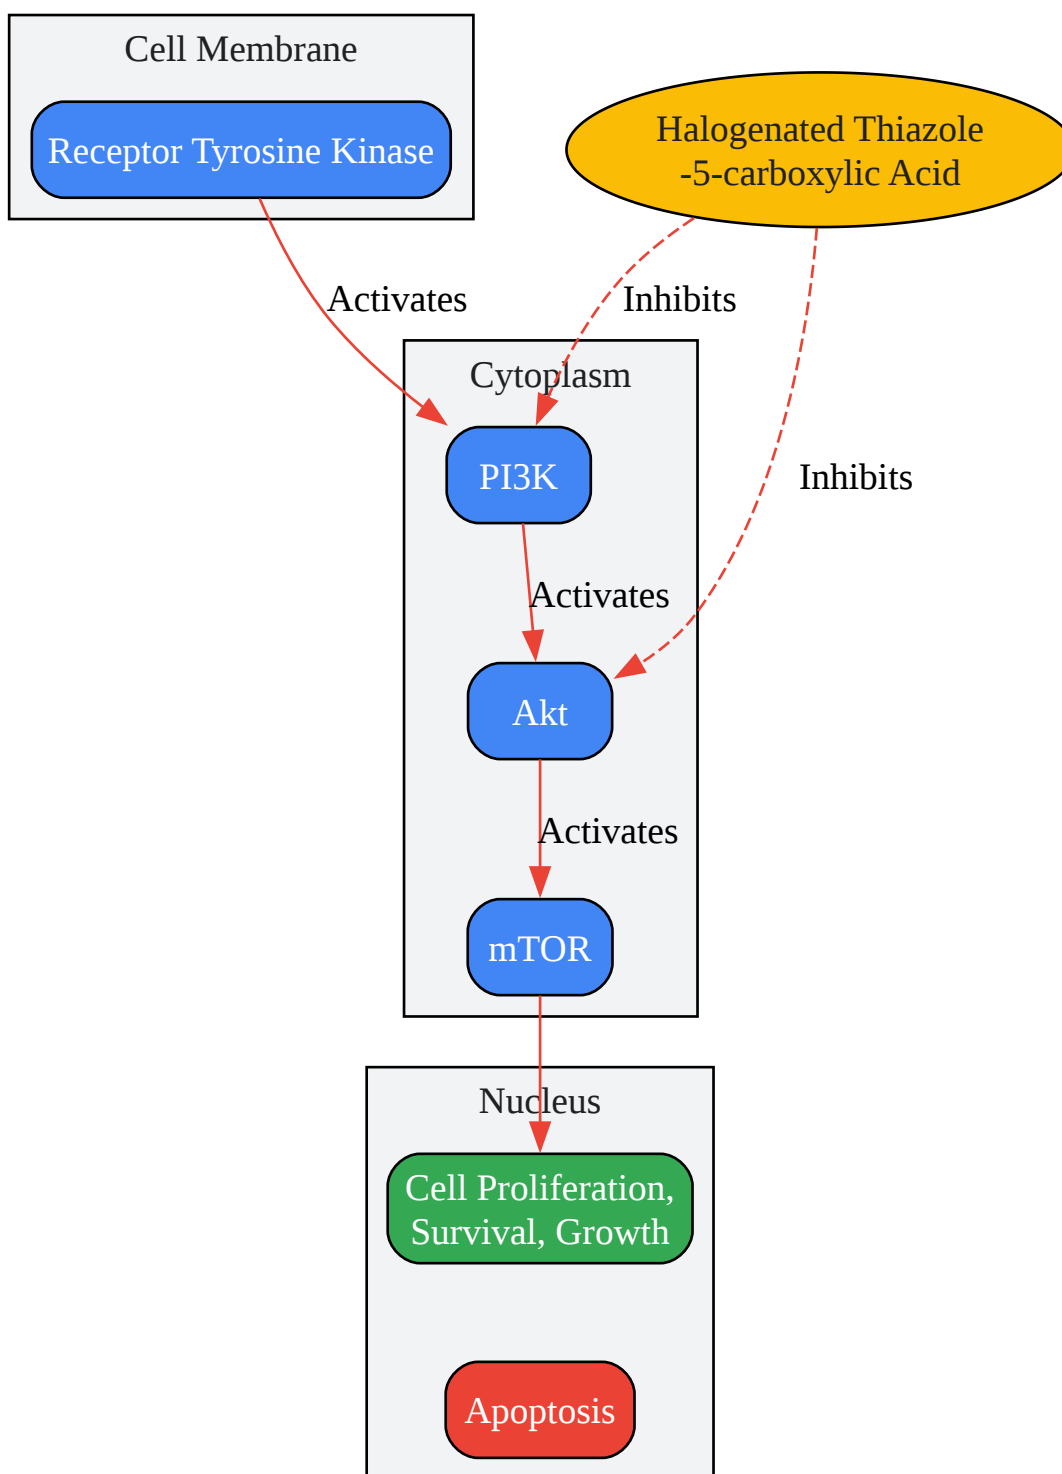 Cell Membrane
Receptor Tyrosine Kinase
Halogenated Thiazole
-5-carboxylic Acid
Activates
Inhibits
Cytoplasm
PI3K
Inhibits
Activates
Akt
Activates
mTOR
Nucleus
Cell Proliferation,
Survival, Growth
Apoptosis